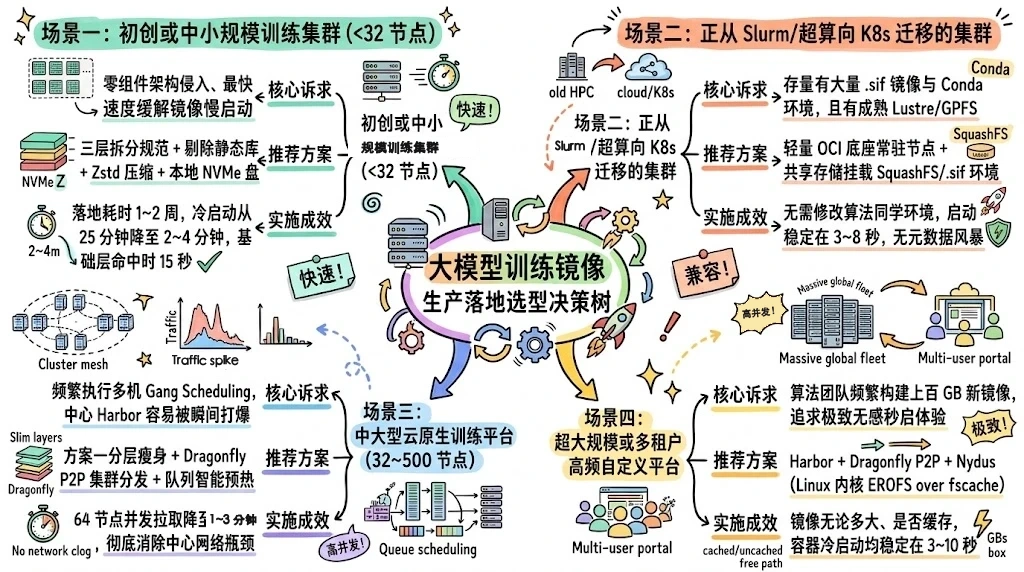 场景一：初创或中小规模训练集群 (<32 节点)
零组件架构侵入、最快
速度缓解镜像慢启动
核心诉求
快速！
初创或中小
规模训练集群
(<32 节点)
三层拆分规范 + 剔除静态库
+ Zstd 压缩 + 本地 NVMe 盘
推荐方案
NVMe Z
落地耗时 1~2 周，冷启动从
25 分钟降至 2~4 分钟，基
础层命中时 15 秒
实施成效
2~4m
快速！
场景二：正从 Slurm/超算向 K8s 迁移的集群
old HPC
cloud/K8s
场景二：正从
Slurm /超算向 K8s
迁移的集群
Conda
核心诉求
存量有大量 .sif 镜像与 Conda
环境，且有成熟 Lustre/GPFS
SquashFS
推荐方案
轻量 OCI 底座常驻节点 +
共享存储挂载 SquashFS/.sif 环境
实施成效
无需修改算法同学环境，启动
稳定在 3~8 秒，无元数据风暴
兼容！
大模型训练镜像
生产落地选型决策树
Cluster mesh
Traffic
Traffic spike
频繁执行多机 Gang Scheduling,
中心 Harbor 容易被瞬间打爆
核心诉求
场景三：
中大型云原生训练平台
(32~500 节点)
Slim layers
Dragonfly
方案一分层瘦身 + Dragonfly
P2P 集群分发 + 队列智能预热
推荐方案
64 节点并发拉取降至1~3 分钟
，彻底消除中心网络瓶颈
实施成效
No network clog
高并发！
Queue scheduling
高并发！
Massive global fleet
Massive global fleet
Multi-user portal
场景四：
超大规模或多租户
高频自定义平台
Multi-user portal
核心诉求
算法团队频繁构建上百 GB 新镜像，
追求极致无感秒启体验
极致！
推荐方案
Harbor + Dragonfly P2P + Nydus
(Linux 内核 EROFS over fscache)
实施成效
镜像无论多大、是否缓存，
容器冷启动均稳定在 3~10 秒
cached/uncached
free path
GBs
box